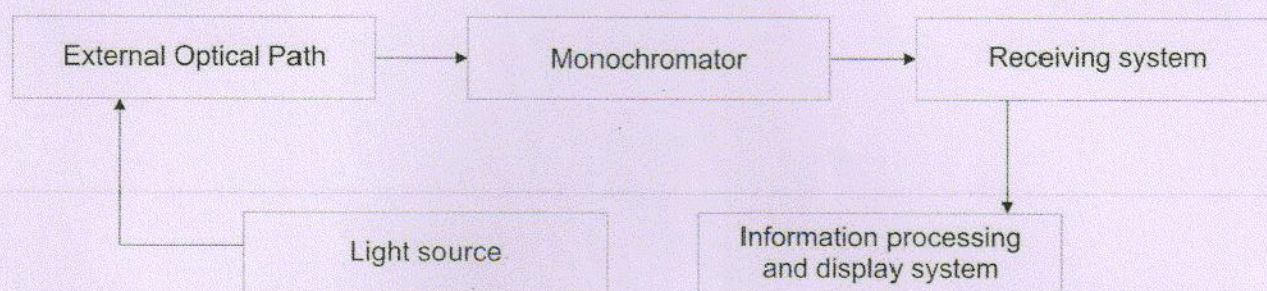 External Optical Path
Monochromator
Receiving system
Light source
Information processing
and display system